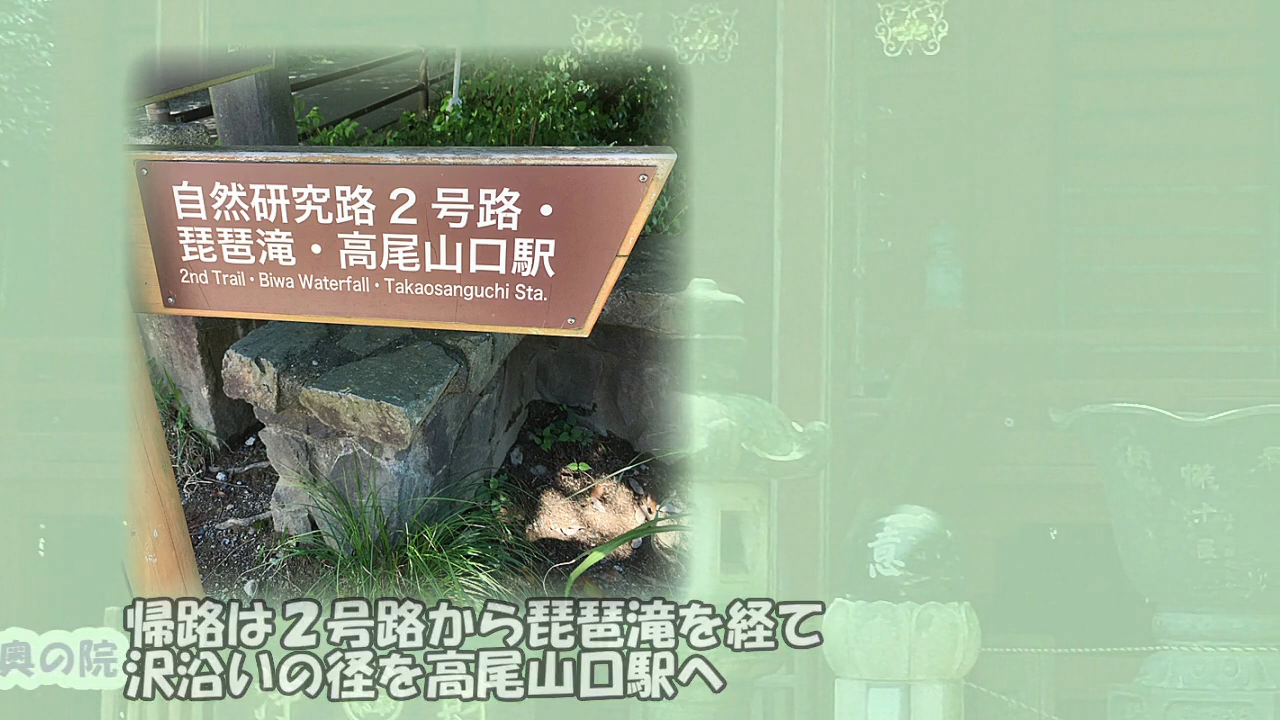 自然研究路 2 号路・
琵琶滝・高尾山口駅
2nd Trail・Biwa Waterfall・Takaosanguchi Sta.
意
奥の院
帰路は２号路から琵琶滝を経て
沢沿いの径を高尾山口駅へ